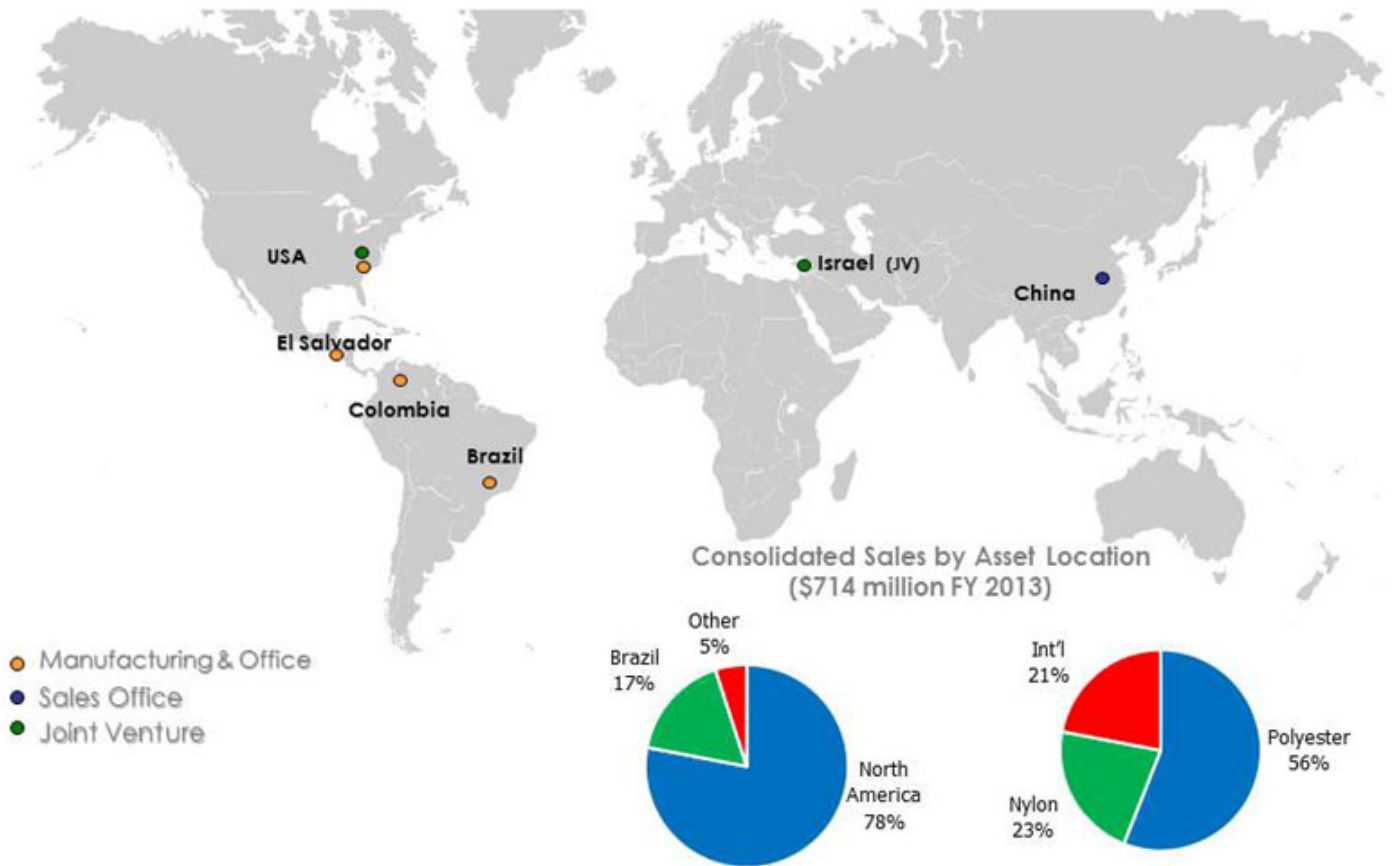 USA
Israel (JV)
China
El Salvador
Colombia
Brazil
Consolidated Sales by Asset Location
($714 million FY 2013)
Manufacturing & Office
Sales Office
Joint Venture
Other
5%
Brazil
17%
North
America
78%
Int'l
21%
Polyester
56%
Nylon
23%